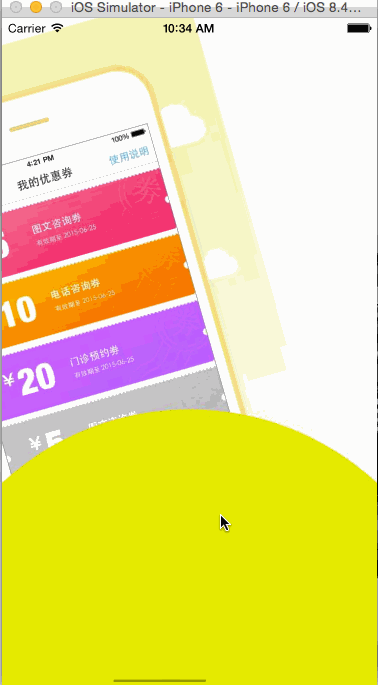 iOS Simulator - iPhone 6 - iPhone 6 / iOS 8.4...
Carrier 10:34 AM
4:21 PM 100%
我的优惠券 使用说明
图文咨询券
有效期至 2015-06-25
10 电话咨询券
有效期至 2015-06-25
¥20 门诊预约券
有效期至 2015-06-25
¥5